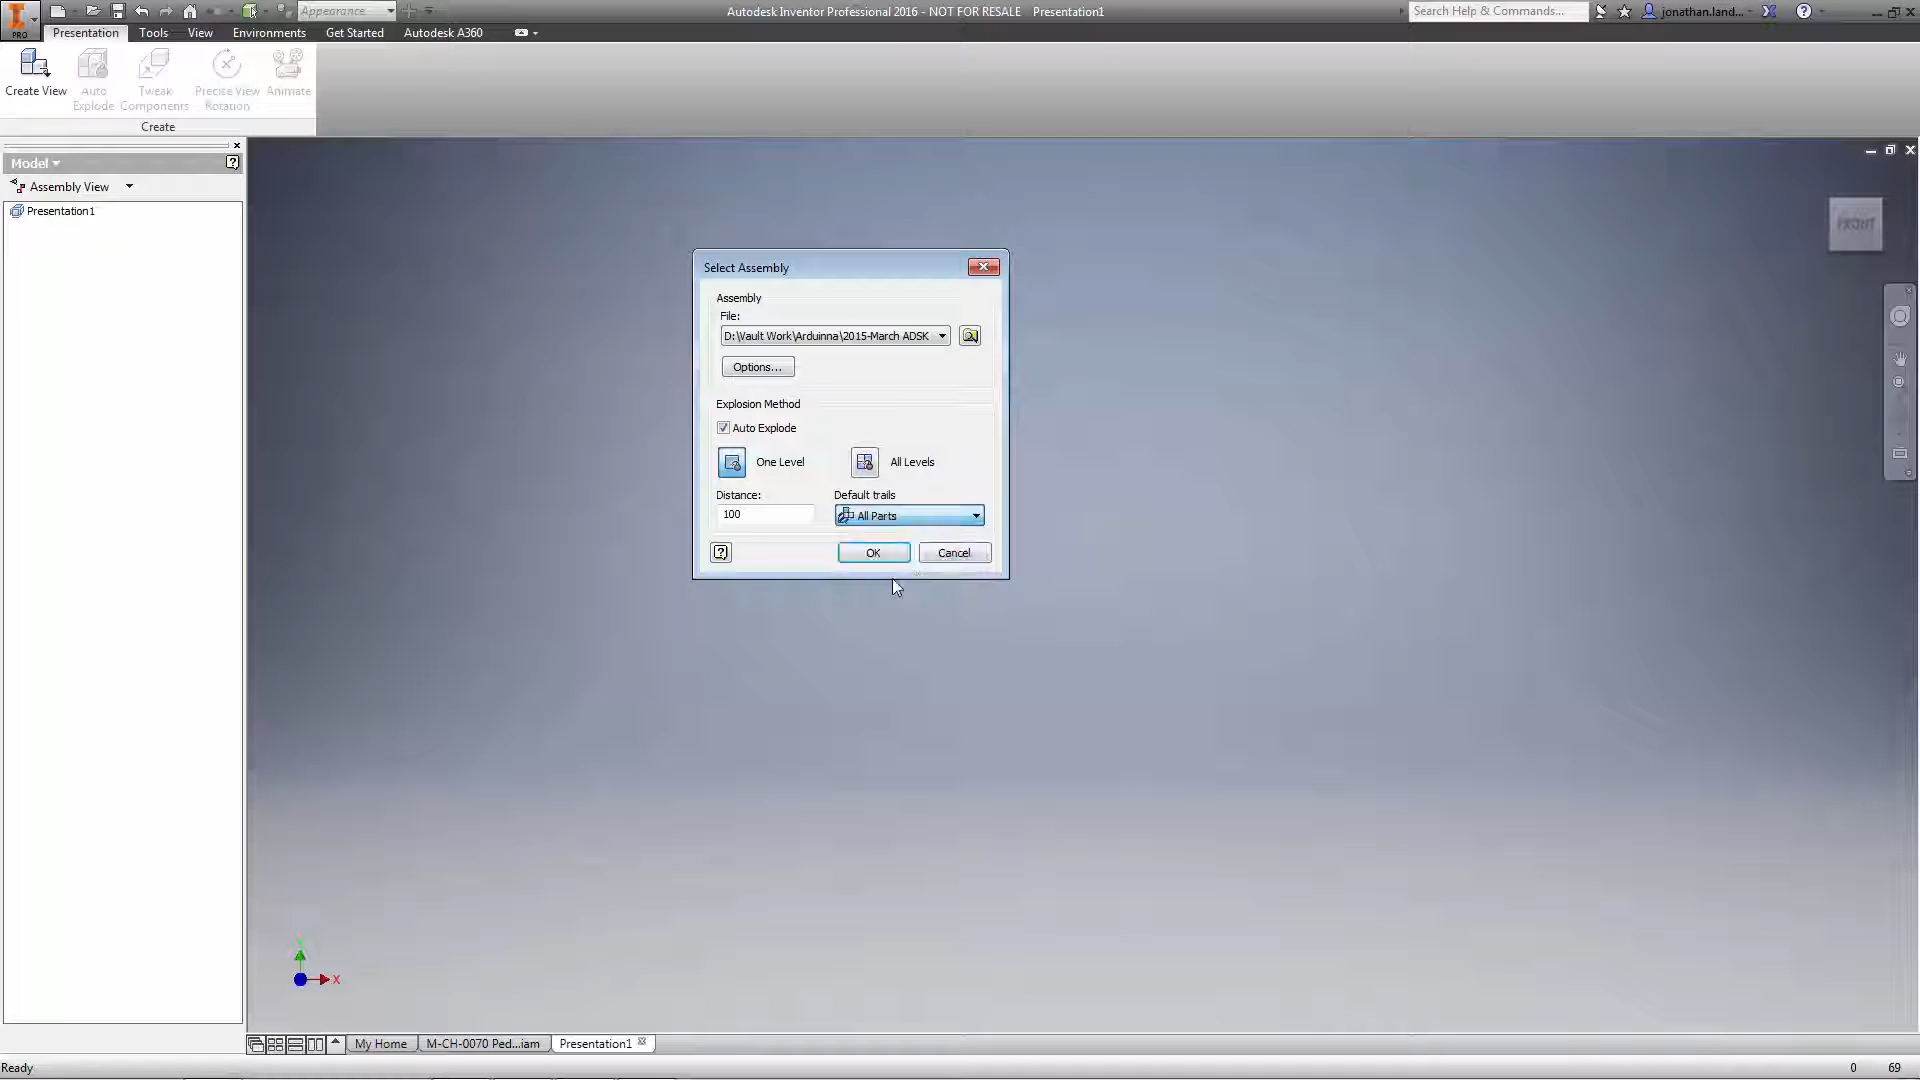 Appearance
Autodesk Inventor Professional 2016 - NOT FOR RESALE Presentation1
Search Help & Commands...
jonathan.land...
PRO
Presentation
Tools
View
Environments
Get Started
Autodesk A360
Create View
Auto Explode
Tweak Components
Precise View Rotation
Animate
Create
Model
Assembly View
Presentation1
FRONT
Select Assembly
Assembly
File:
D:\Vault Work\Arduinna\2015-March ADSK
Options...
Explosion Method
Auto Explode
One Level
All Levels
Distance:
Default trails
100
All Parts
OK
Cancel
X
My Home
M-CH-0070 Ped...iam
Presentation1
Ready
0
69